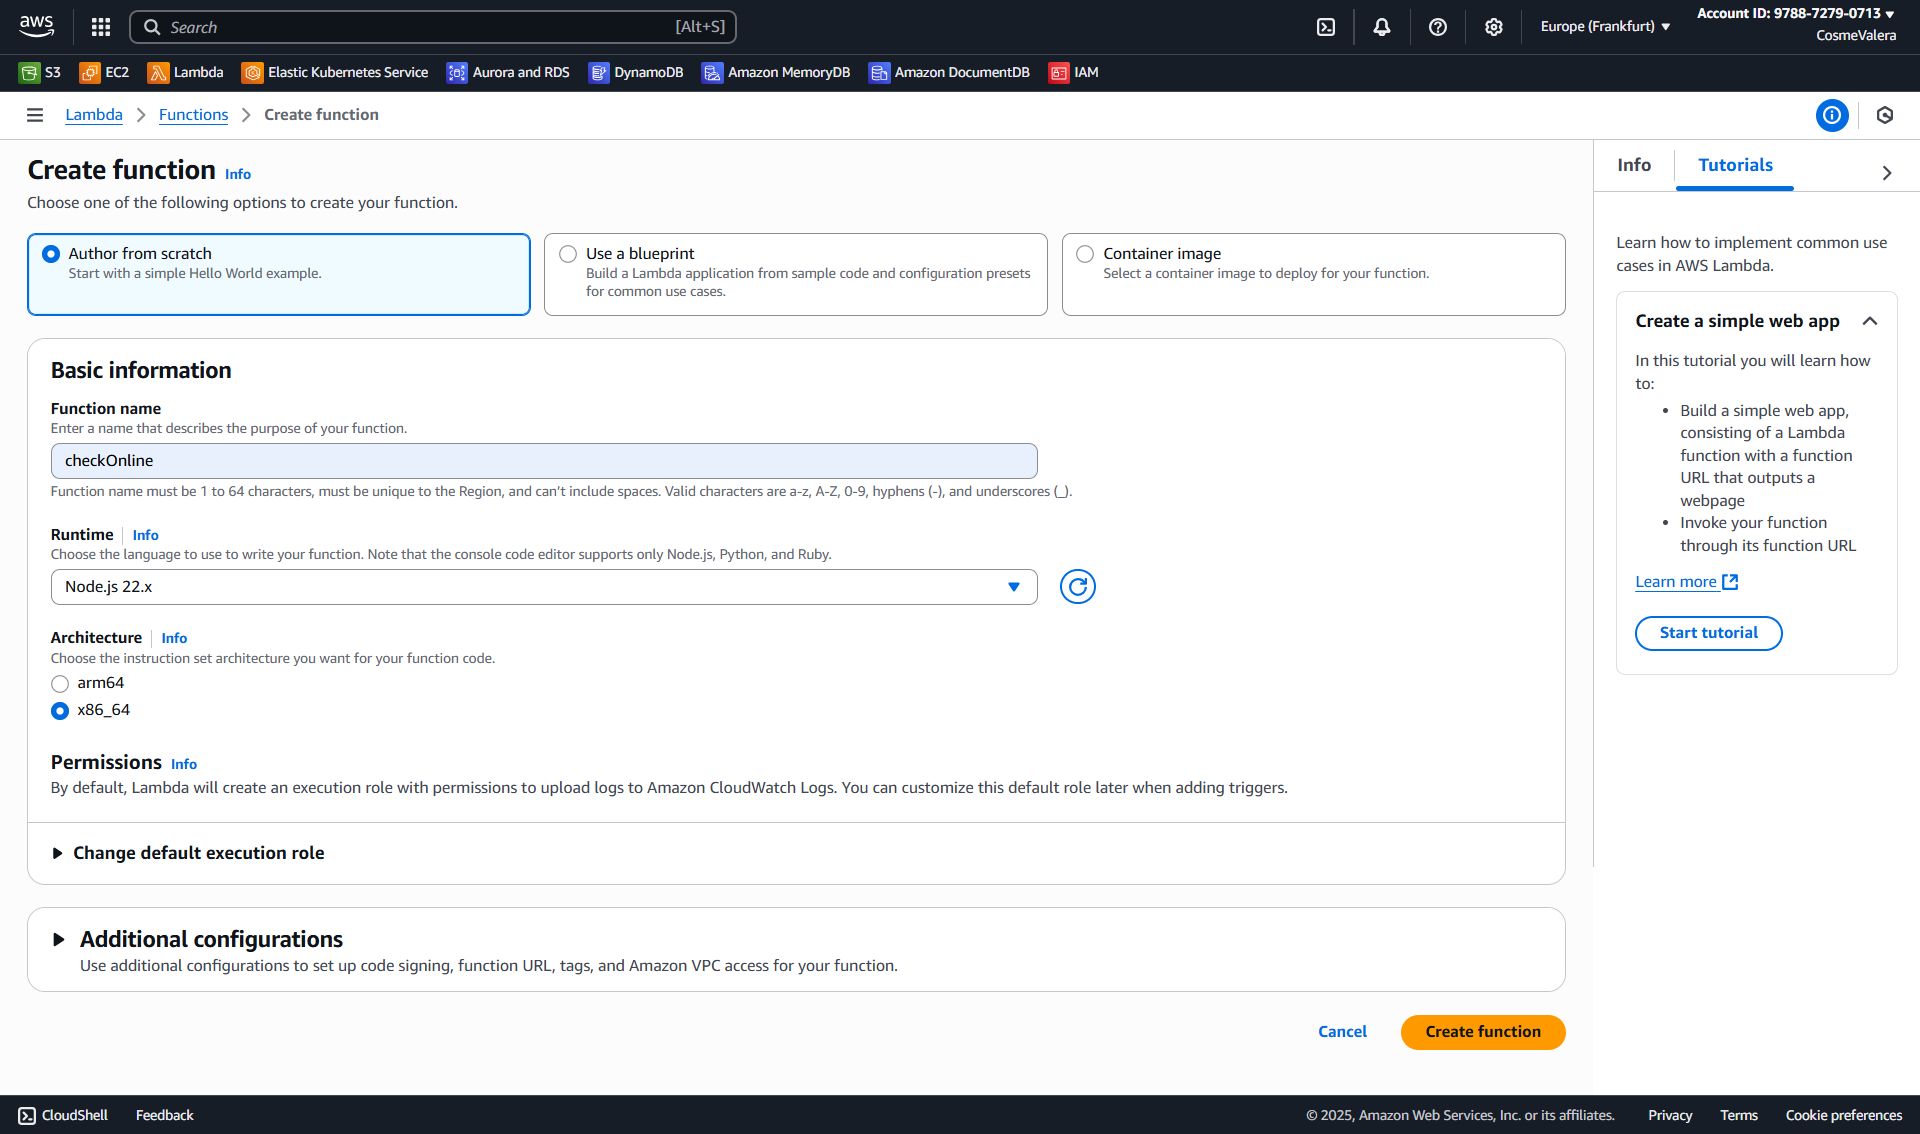 aws
Search [Alt+S]
Europe (Frankfurt)
Account ID: 9788-7279-0713
CosmeValera
S3 EC2 Lambda Elastic Kubernetes Service Aurora and RDS DynamoDB Amazon MemoryDB Amazon DocumentDB IAM
Lambda Functions Create function
Create function Info
Choose one of the following options to create your function.
Author from scratch
Start with a simple Hello World example.
Use a blueprint
Build a Lambda application from sample code and configuration presets
for common use cases.
Container image
Select a container image to deploy for your function.
Basic information
Function name
Enter a name that describes the purpose of your function.
checkOnline
Function name must be 1 to 64 characters, must be unique to the Region, and can't include spaces. Valid characters are a-z, A-Z, 0-9, hyphens (-), and underscores (_).
Runtime Info
Choose the language to use to write your function. Note that the console code editor supports only Node.js, Python, and Ruby.
Node.js 22.x
Architecture Info
Choose the instruction set architecture you want for your function code.
arm64
x86_64
Permissions Info
By default, Lambda will create an execution role with permissions to upload logs to Amazon CloudWatch Logs. You can customize this default role later when adding triggers.
Change default execution role
Additional configurations
Use additional configurations to set up code signing, function URL, tags, and Amazon VPC access for your function.
Cancel Create function
Info Tutorials
Learn how to implement common use
cases in AWS Lambda.
Create a simple web app
In this tutorial you will learn how
to:
• Build a simple web app,
consisting of a Lambda
function with a function
URL that outputs a
webpage
• Invoke your function
through its function URL
Learn more
Start tutorial
CloudShell Feedback
© 2025, Amazon Web Services, Inc. or its affiliates. Privacy Terms Cookie preferences